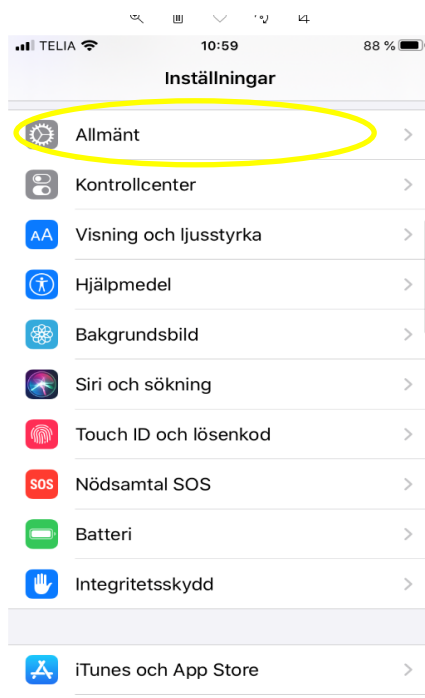 TELIA 10:59 88 %
Inställningar
Allmänt
Kontrollcenter
AA Visning och ljusstyrka
Hjälpmedel
Bakgrundsbild
Siri och sökning
Touch ID och lösenkod
SOS Nödsamtal SOS
Batteri
Integritetsskydd
iTunes och App Store